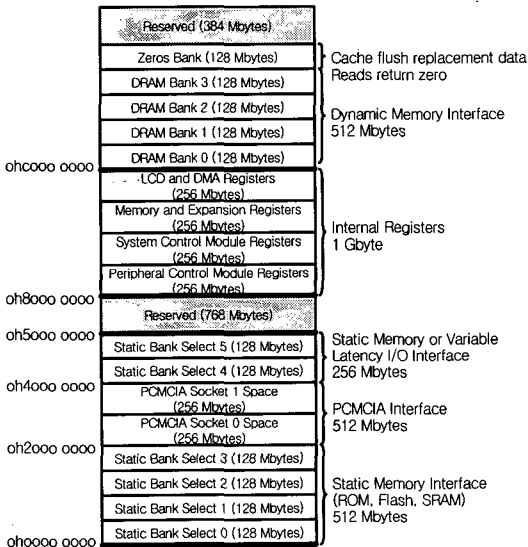 Reserved (384 Mbytes)
Zeros Bank (128 Mbytes)
Cache flush replacement data
Reads return zero
DRAM Bank 3 (128 Mbytes)
DRAM Bank 2 (128 Mbytes)
DRAM Bank 1 (128 Mbytes)
DRAM Bank 0 (128 Mbytes)
Dynamic Memory Interface
512 Mbytes
ohcooo oooo
LCD and DMA Registers
(256 Mbytes)
Memory and Expansion Registers
(256 Mbytes)
System Control Module Registers
(256 Mbytes)
Peripheral Control Module Registers
(256 Mbytes)
Internal Registers
1 Gbyte
oh8ooo oooo
Reserved (768 Mbytes)
oh5ooo oooo
Static Bank Select 5 (128 Mbytes)
Static Bank Select 4 (128 Mbytes)
Static Memory or Variable
Latency I/O Interface
256 Mbytes
oh4ooo oooo
PCMCIA Socket 1 Space
(256 Mbytes)
PCMCIA Socket 0 Space
(256 Mbytes)
PCMCIA Interface
512 Mbytes
oh2ooo oooo
Static Bank Select 3 (128 Mbytes)
Static Bank Select 2 (128 Mbytes)
Static Bank Select 1 (128 Mbytes)
Static Bank Select 0 (128 Mbytes)
Static Memory Interface
(ROM, Flash, SRAM)
512 Mbytes
ohoooo oooo